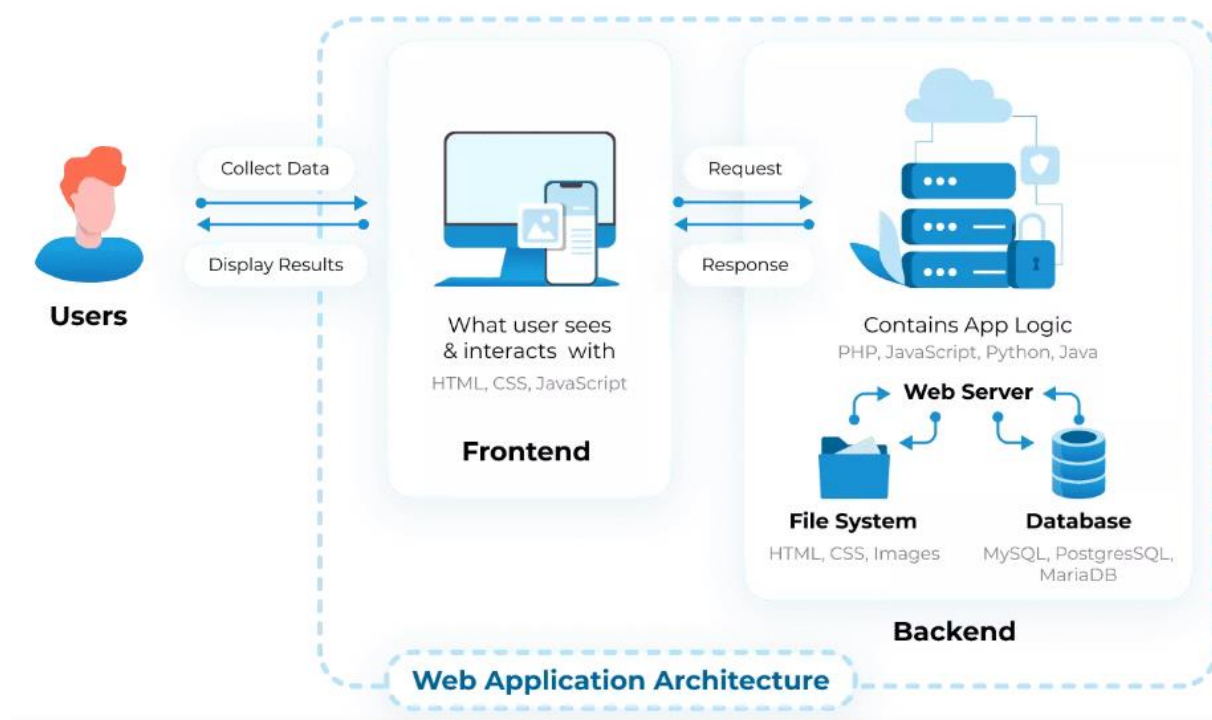 Collect Data
Display Results
Users
What user sees
& interacts with
HTML, CSS, JavaScript
Frontend
Request
Response
Contains App Logic
PHP, JavaScript, Python, Java
Web Server
File System
HTML, CSS, Images
Database
MySQL, PostgresSQL,
MariaDB
Backend
Web Application Architecture